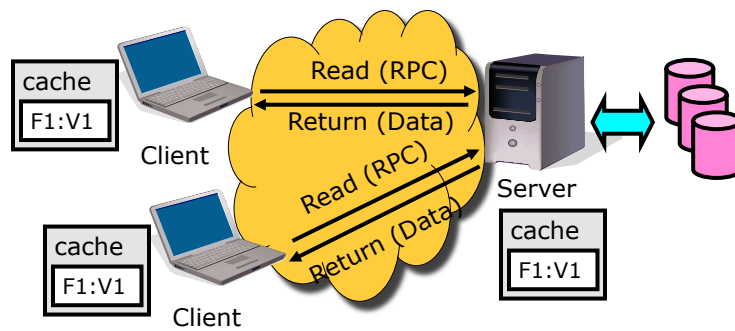 cache
F1:V1
Client
Read (RPC)
Return (Data)
Read (RPC)
Return (Data)
Server
cache
F1:V1
Client
cache
F1:V1